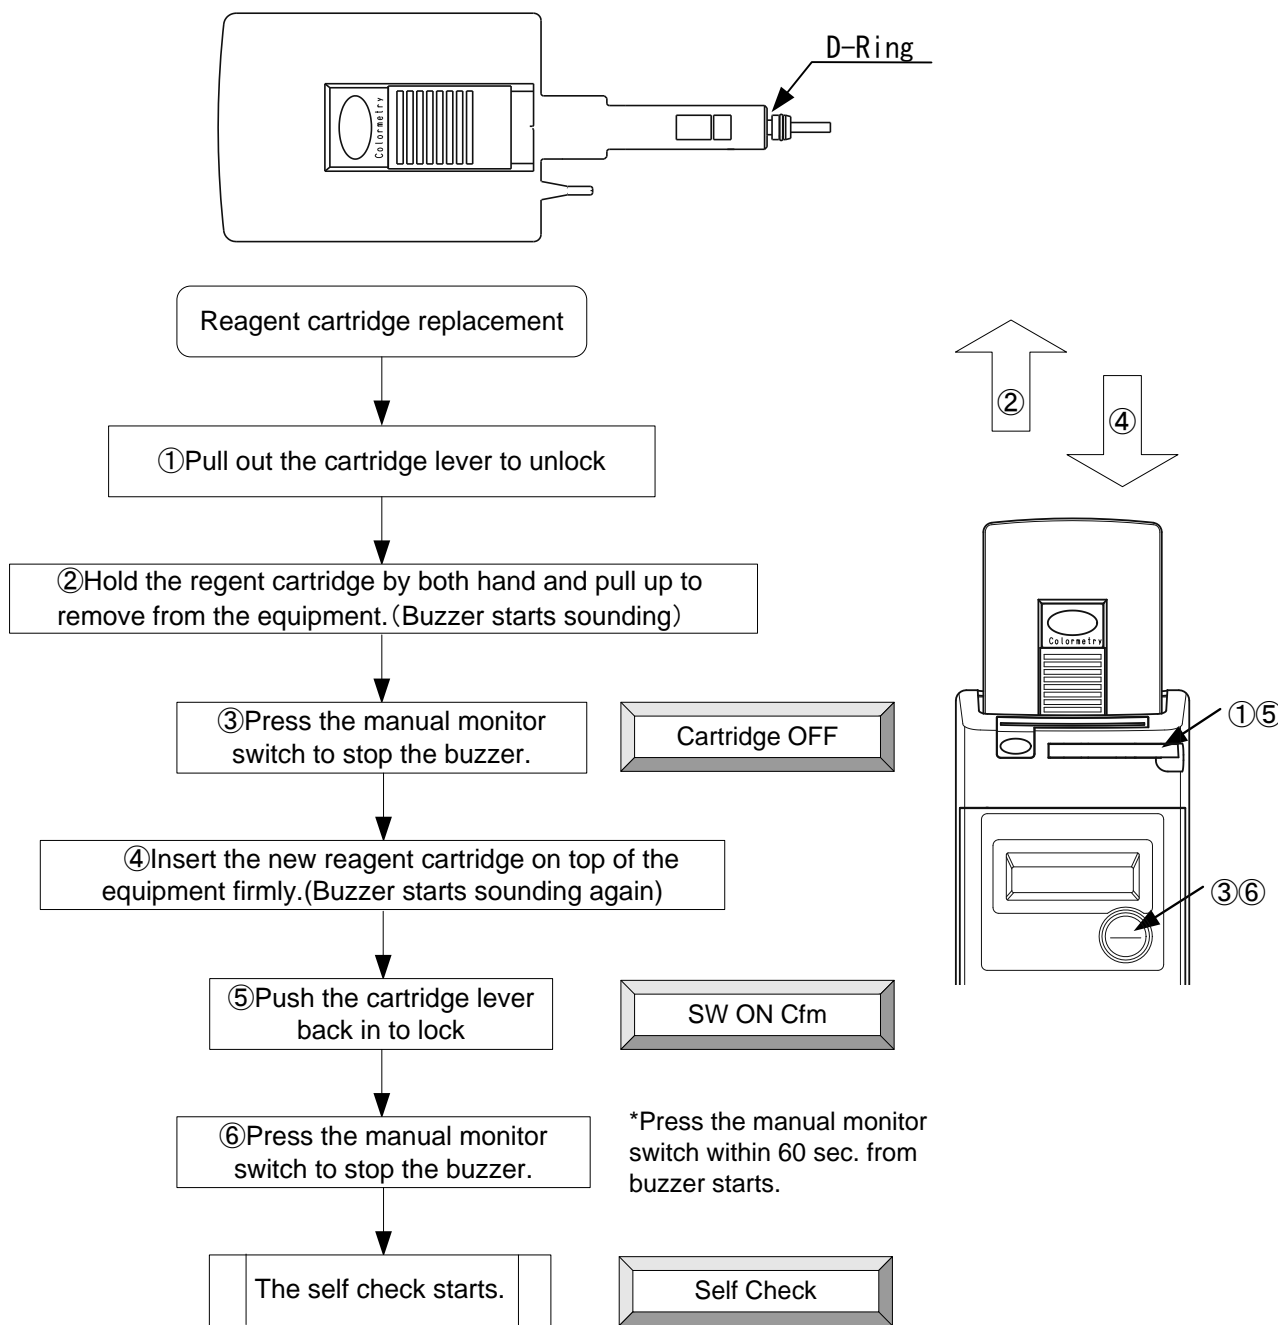 D-Ring
Colormetry
Reagent cartridge replacement
①Pull out the cartridge lever to unlock
②Hold the regent cartridge by both hand and pull up to
remove from the equipment.（Buzzer starts sounding）
③Press the manual monitor
switch to stop the buzzer.
Cartridge OFF
④Insert the new reagent cartridge on top of the
equipment firmly.(Buzzer starts sounding again)
⑤Push the cartridge lever
back in to lock
SW ON Cfm
⑥Press the manual monitor
switch to stop the buzzer.
*Press the manual monitor
switch within 60 sec. from
buzzer starts.
The self check starts.
Self Check
②
④
Colormetry
①⑤
③⑥